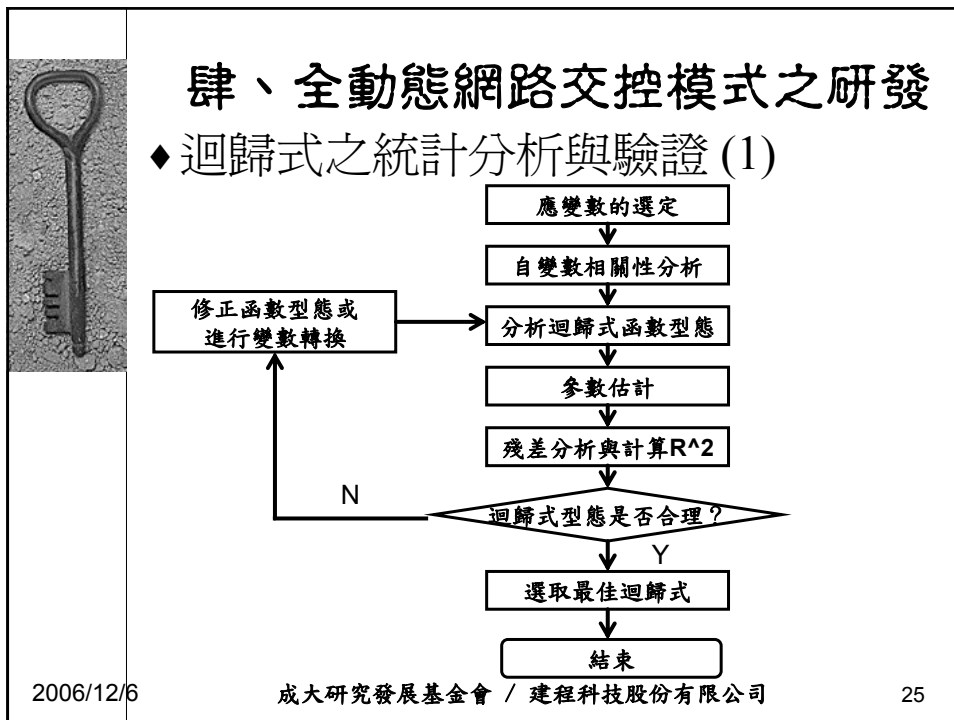 肆、全動態網路交控模式之研發
迴歸式之統計分析與驗證 (1)
應變數的選定
自變數相關性分析
修正函數型態或
進行變數轉換
分析迴歸式函數型態
參數估計
殘差分析與計算R^2
N
迴歸式型態是否合理?
Y
選取最佳迴歸式
結束
2006/12/6
成大研究發展基金會 / 建程科技股份有限公司
25